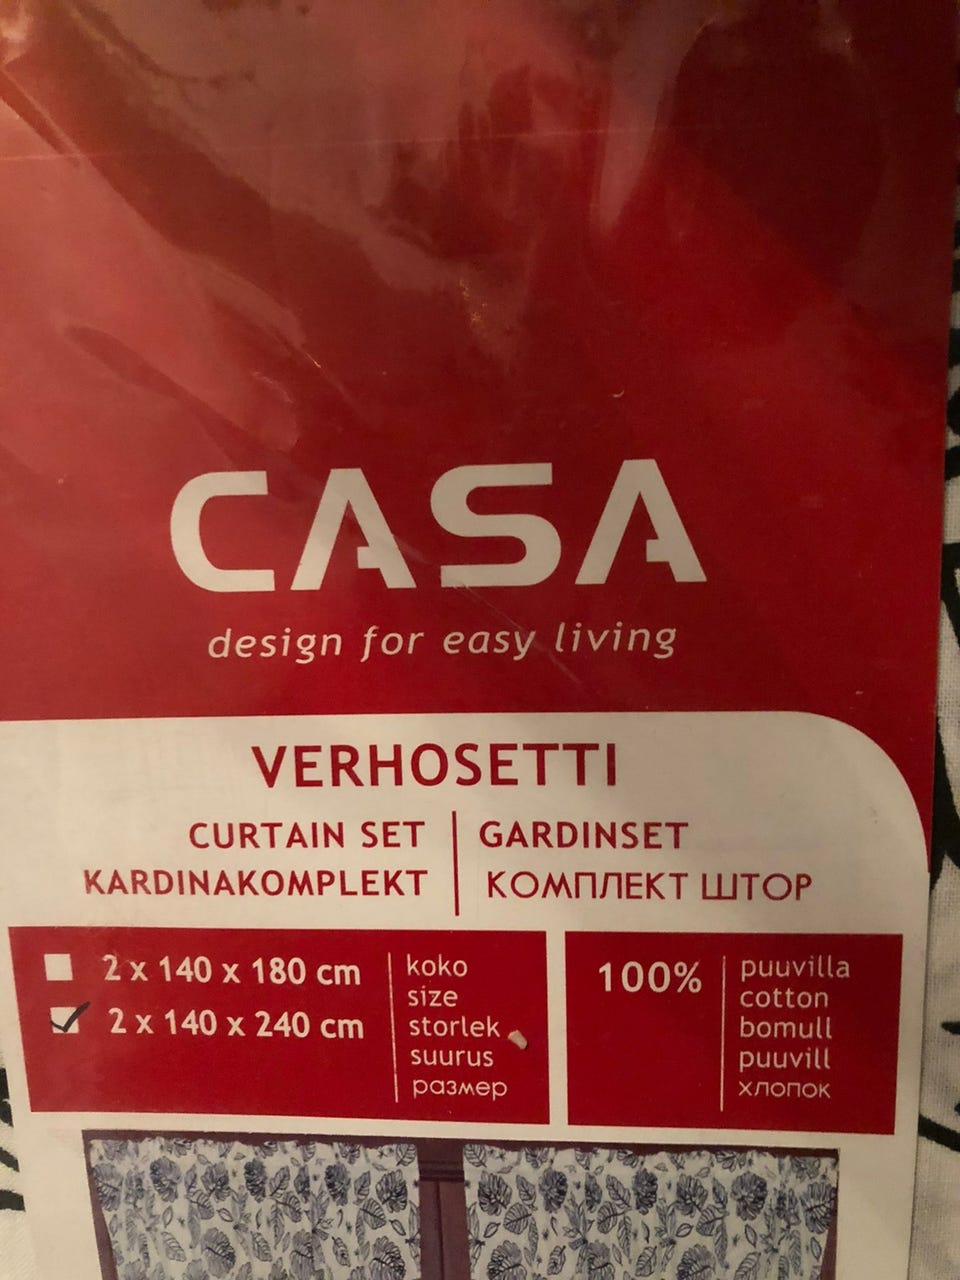 CASA
design for easy living
VERHOSETTI
CURTAIN SET
GARDINSET
KARDINAKOMPLEKT
КОМПЛЕКТ ШТОР
2 x 140 x 180 cm
2 x 140 x 240 cm
koko
size
storlek
suurus
размер
100%
puuvilla
cotton
bomull
puuvill
хлопок